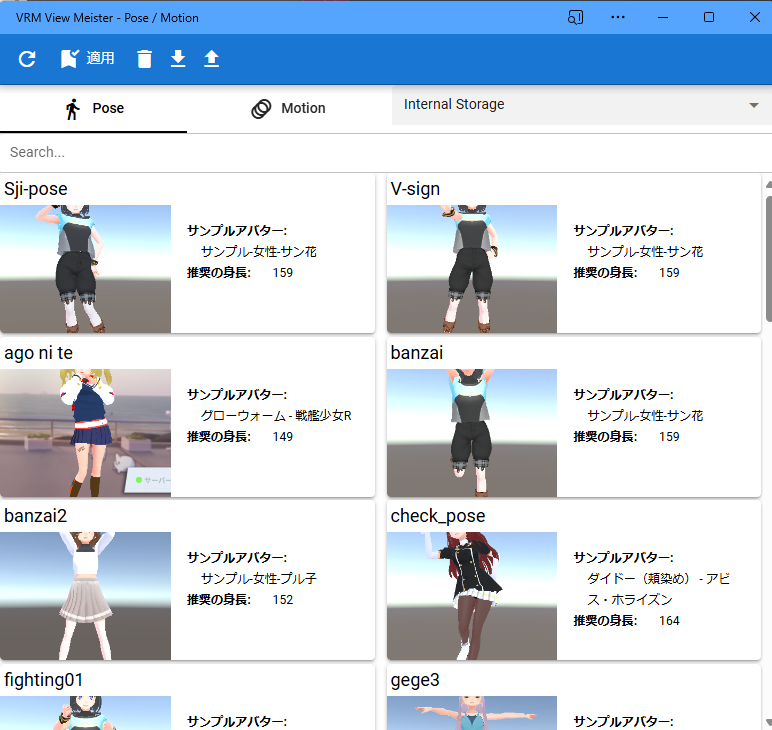 VRM View Meister - Pose / Motion
適用
Pose
Motion
Internal Storage
Search...
Sji-pose
サンプルアバター:
サンプル-女性-サン花
推奨の身長: 159
V-sign
サンプルアバター:
サンプル-女性-サン花
推奨の身長: 159
ago ni te
サーバー
サンプルアバター:
グローウォーム - 戦艦少女R
推奨の身長: 149
banzai
サンプルアバター:
サンプル-女性-サン花
推奨の身長: 159
banzai2
サンプルアバター:
サンプル-女性-プル子
推奨の身長: 152
check_pose
サンプルアバター:
ダイドー（頬染め） - アビ
ス・ホライズン
推奨の身長: 164
fighting01
サンプルアバター:
gege3
サンプルアバター: